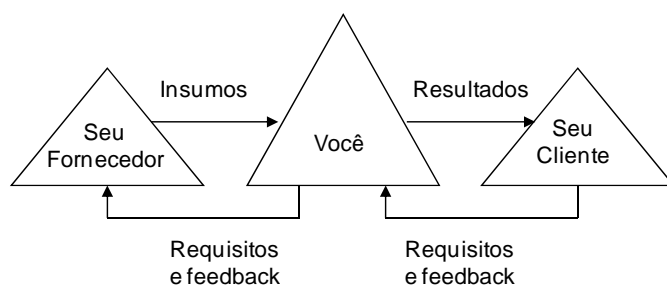 Insumos
Resultados
Seu
Fornecedor
Você
Seu
Cliente
Requisitos
e feedback
Requisitos
e feedback